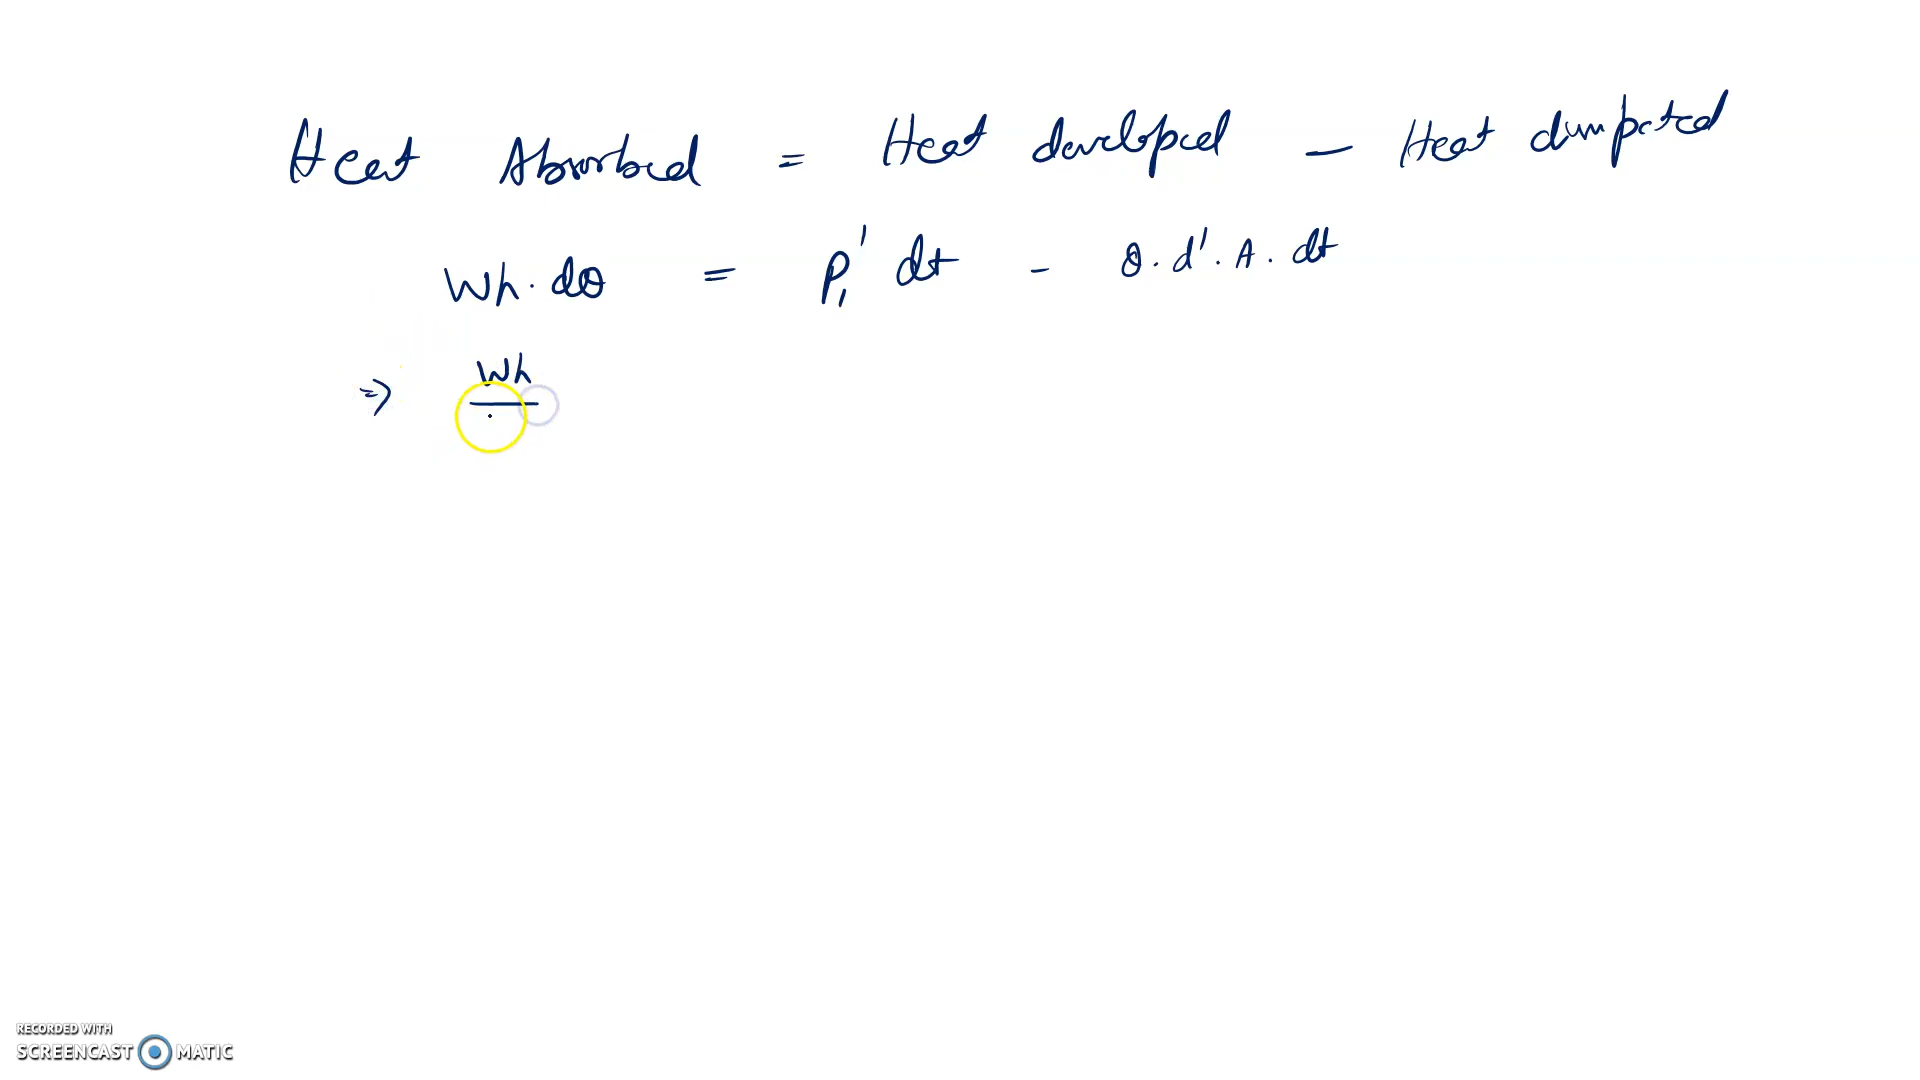 Heat Absorbed = Heat developed - Heat dissipated
Wh. dθ = P₁' dt - θ. d'. A. dt
⇒ Wh
RECORDED WITH
SCREENCAST MATIC